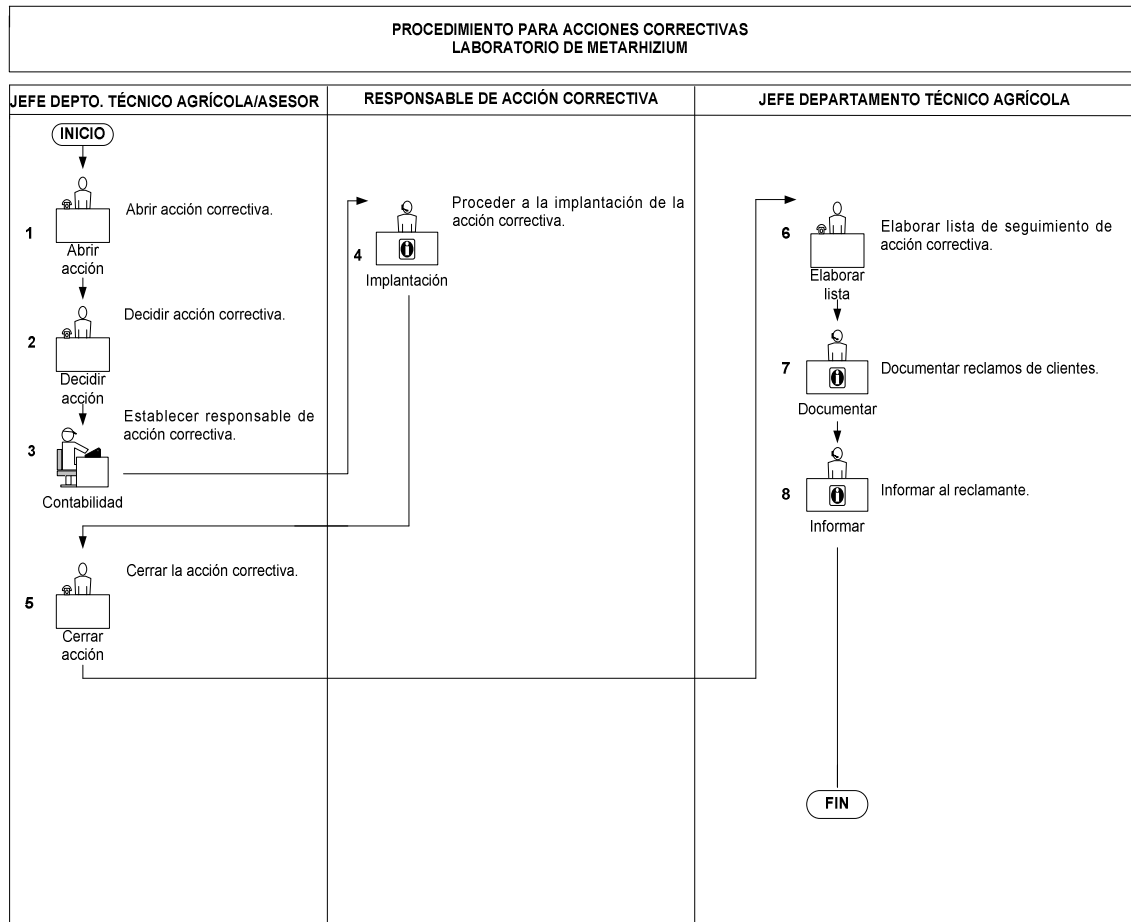 PROCEDIMIENTO PARA ACCIONES CORRECTIVAS
LABORATORIO DE METARHIZIUM
JEFE DEPTO. TÉCNICO AGRÍCOLA/ASESOR
INICIO
1
Abrir acción correctiva.
Abrir
acción
2
Decidir acción correctiva.
Decidir
acción
3
Establecer responsable de
acción correctiva.
Contabilidad
5
Cerrar la acción correctiva.
Cerrar
acción
RESPONSABLE DE ACCIÓN CORRECTIVA
4
Proceder a la implantación de la
acción correctiva.
Implantación
JEFE DEPARTAMENTO TÉCNICO AGRÍCOLA
6
Elaborar lista de seguimiento de
acción correctiva.
Elaborar
lista
7
Documentar reclamos de clientes.
Documentar
8
Informar al reclamante.
Informar
FIN